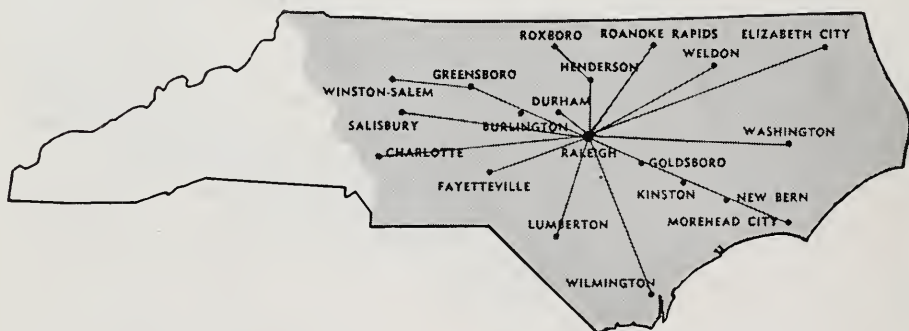 ROXBORO
ROANOKE RAPIDS
ELIZABETH CITY
WELDON
GREENSBORO
HENDERSON
WINSTON-SALEM
DURHAM
SALISBURY
BURLINGTON
WASHINGTON
CHARLOTTE
RALEIGH
GOLDSBORO
FAYETTEVILLE
KINSTON
NEW BERN
LUMBERTON
MOREHEAD CITY
WILMINGTON